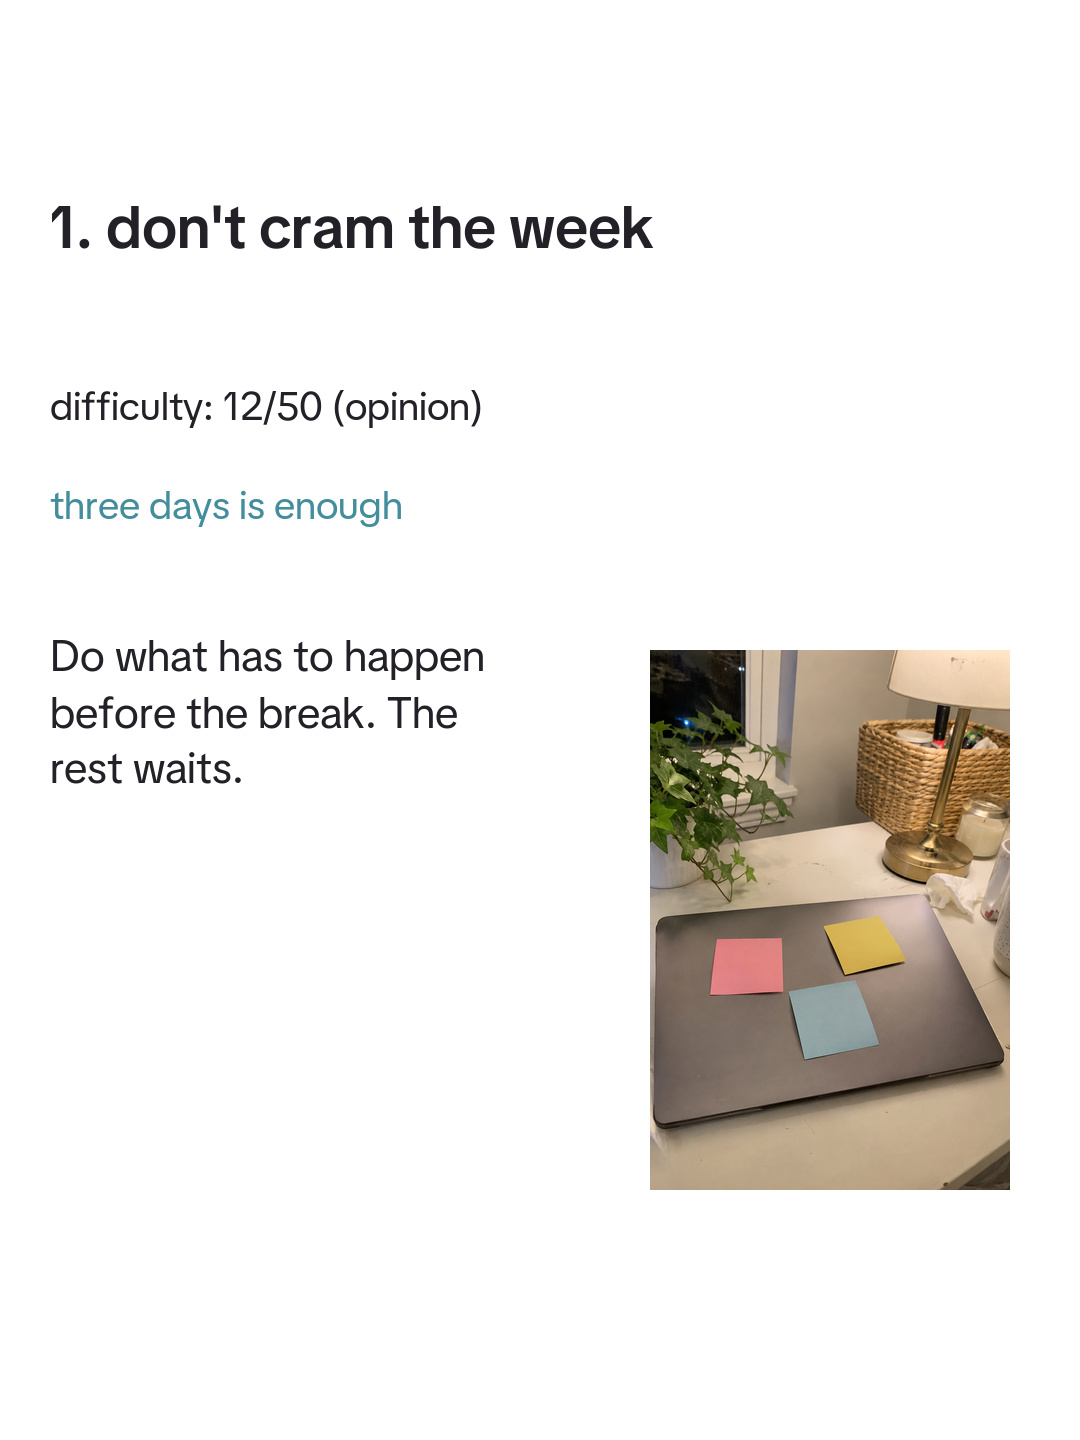 1. don't cram the week
difficulty: 12/50 (opinion)
three days is enough
Do what has to happen
before the break. The
rest waits.